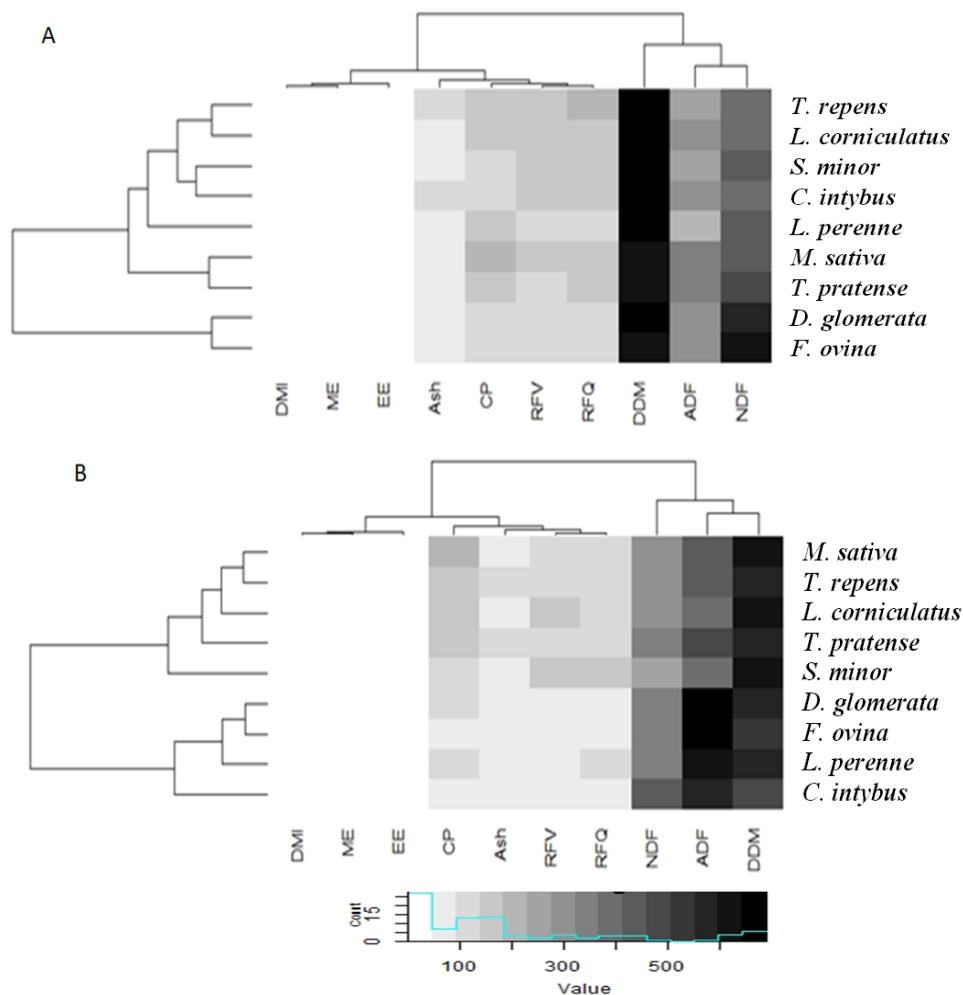 A
T. repens
L. corniculatus
S. minor
C. intybus
L. perenne
M. sativa
T. pratense
D. glomerata
F. ovina
DMI ME EE Ash CP RFV RFQ DDM ADF NDF
B
M. sativa
T. repens
L. corniculatus
T. pratense
S. minor
D. glomerata
F. ovina
L. perenne
C. intybus
DMI ME EE CP Ash RFV RFQ NDF ADF DDM
0 15
100 300 500
Value